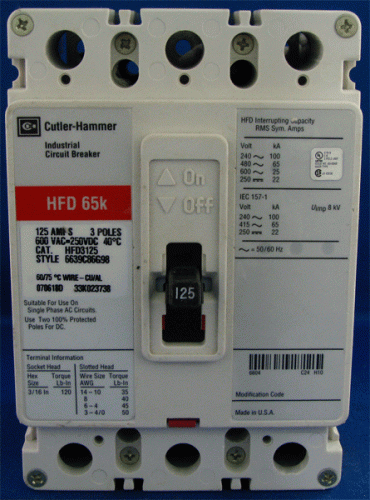 Cutler-Hammer
Industrial
Circuit Breaker
HFD 65k
125 AMPS 3 POLES
600 VAC=250VDC 40°C
CAT. HFD3125
STYLE 6639C86G98
60/75 °C WIRE-CU/AL
Suitable For Use On
Single Phase AC Circuits
Use Two 100% Protected
Poles For DC.
Terminal Information
Socket Head
Slotted Head
Hex Torque
Size Lb-In
3/16 In 120
Wire Size Torque
AWG Lb-In
14-10 35
8 40
6-4 45
3-4/0 50
On
OFF
125
HFD Interrupting Capacity
RMS Sym. Amps
Volt kA
240 ~ 100
480 ~ 65
600 ~ 25
250 22
IEC 157-1
Volt kA
240 ~ 100
415 ~ 65
250 22
Uimp 8 kV
~ = 50/60 Hz
Modification Code
Made in U.S.A.